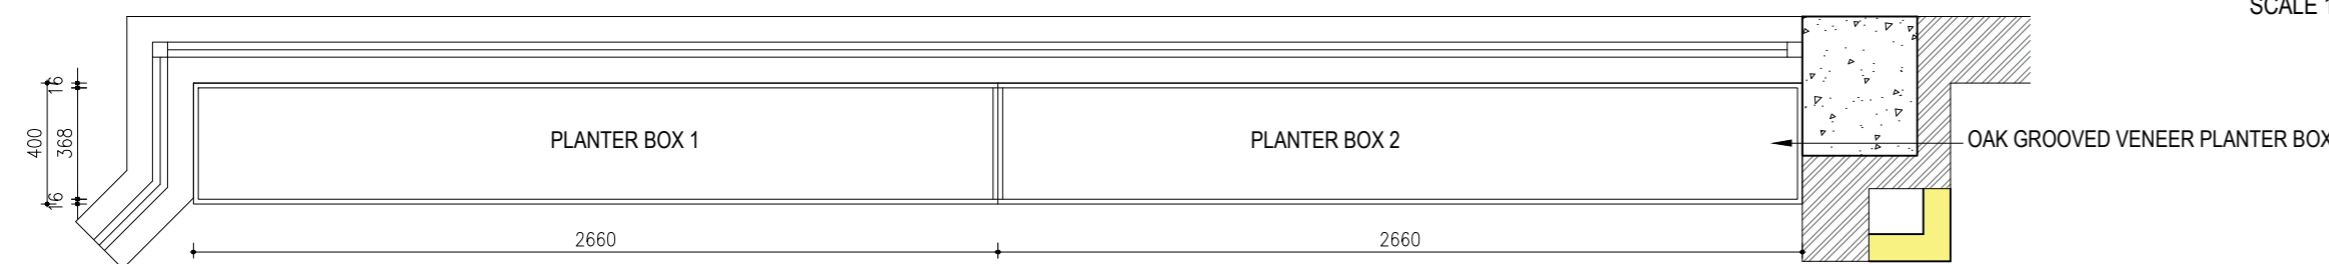 SCALE 1
16
400
368
16
PLANTER BOX 1
PLANTER BOX 2
OAK GROOVED VENEER PLANTER BOX
2660
2660